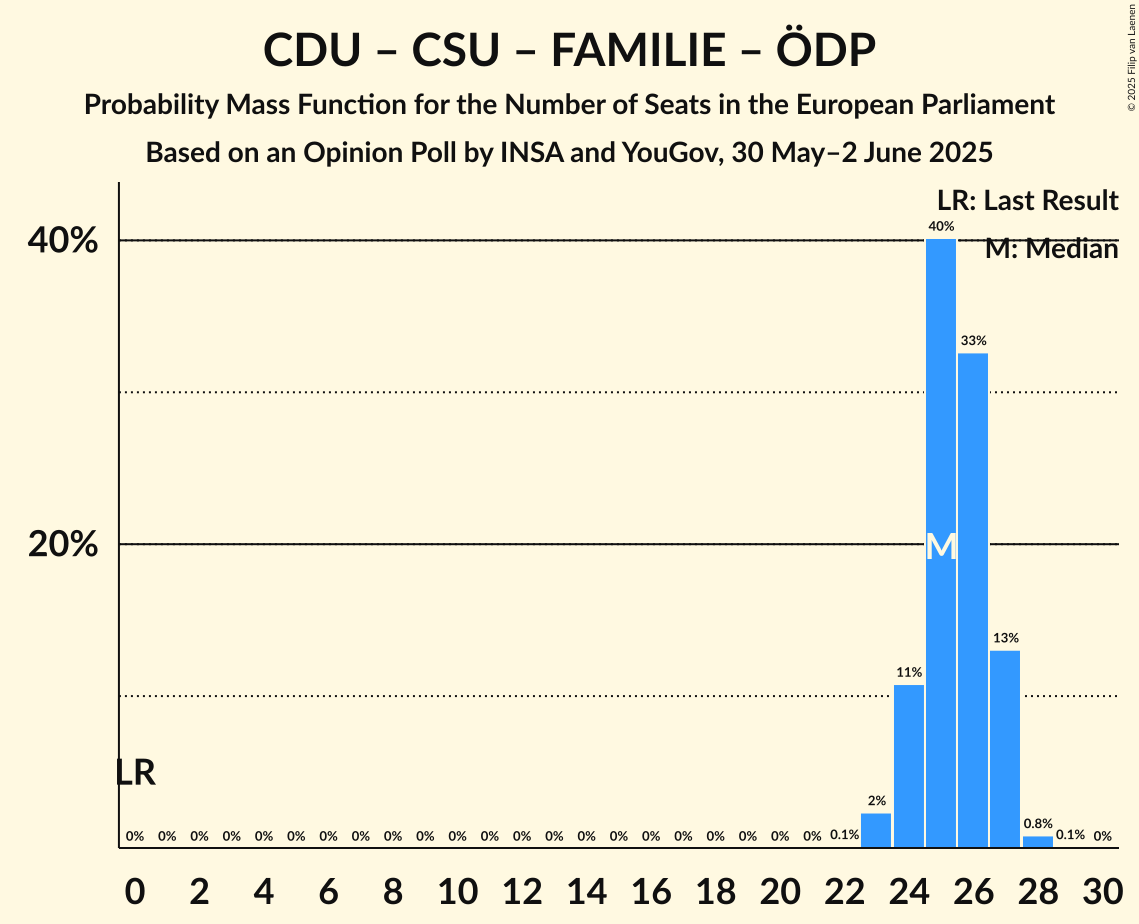 CDU – CSU – FAMILIE – ÖDP
Probability Mass Function for the Number of Seats in the European Parliament
Based on an Opinion Poll by INSA and YouGov, 30 May–2 June 2025
© 2025 Filip van Laenen
LR: Last Result
M: Median
40%
20%
40%
33%
13%
11%
2%
0.8%
0.1%
0.1%
M
LR
0% 0% 0% 0% 0% 0% 0% 0% 0% 0% 0% 0% 0% 0% 0% 0% 0% 0% 0% 0% 0% 0% 0%
0 2 4 6 8 10 12 14 16 18 20 22 24 26 28 30